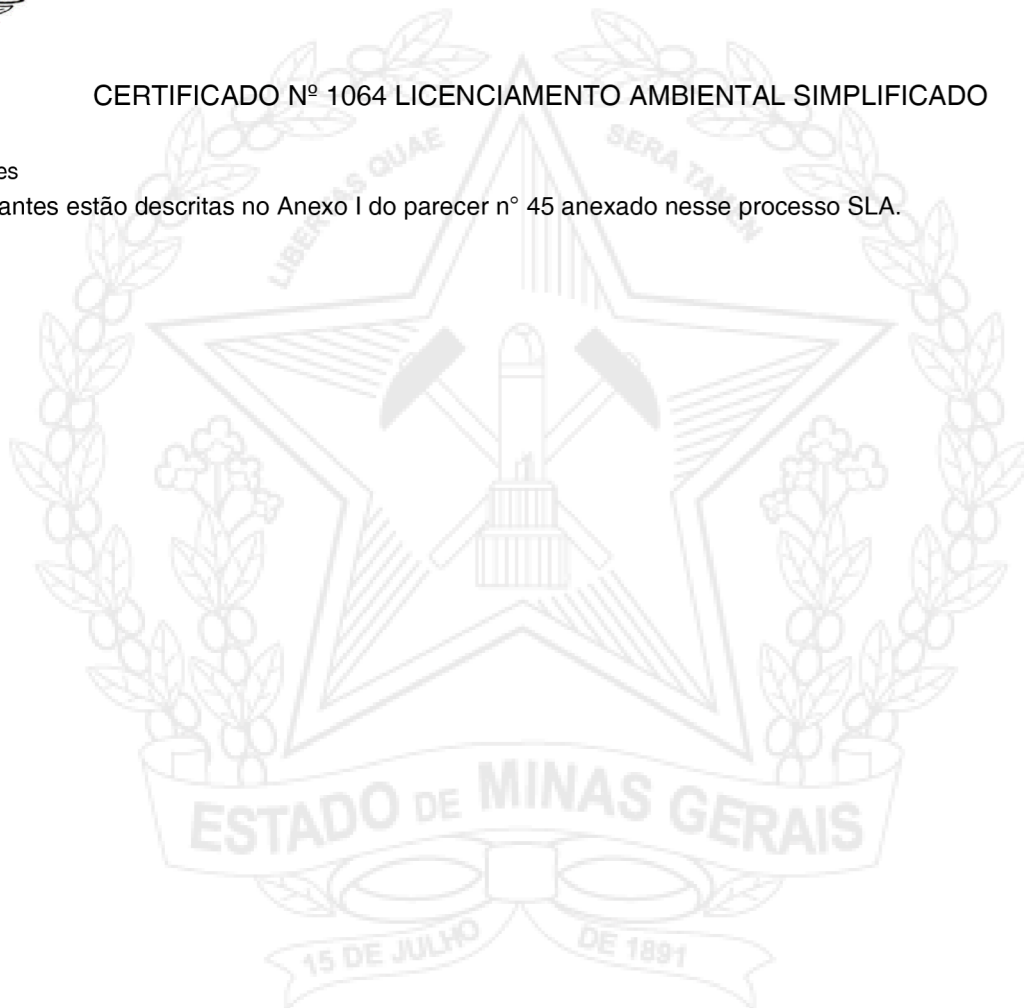 CERTIFICADO Nº 1064 LICENCIAMENTO AMBIENTAL SIMPLIFICADO
es
antes estão descritas no Anexo I do parecer n° 45 anexado nesse processo SLA.
LIBERTAS QUAE SERA TAMEN
ESTADO DE MINAS GERAIS
15 DE JULHO DE 1891